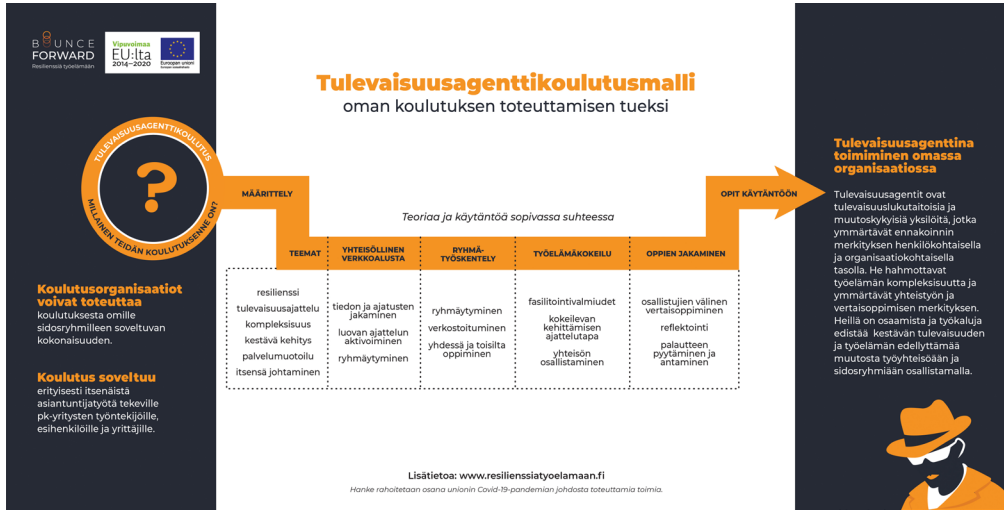 BOUNCE
FORWARD
Resilienssiä työelämään
Vipuvoimaa
EU:lta
2014–2020
Euroopan unioni
TULEVAISUUSAGENTTIKOULUTUS
?
MILLAINEN TEIDÄN KOULUTUKSENNE ON?
Koulutusorganisaatiot
voivat toteuttaa
koulutuksesta omille
sidosryhmilleen soveltuvan
kokonaisuuden.
Koulutus soveltuu
erityisesti itsenäistä
asiantuntijatyötä tekeville
pk-yritysten työntekijöille,
esihenkilöille ja yrittäjille.
Tulevaisuusagenttikoulutusmalli
oman koulutuksen toteuttamisen tueksi
MÄÄRITTELY
OPIT KÄYTÄNTÖÖN
Teoriaa ja käytäntöä sopivassa suhteessa
TEEMAT
resilienssi
tulevaisuusajattelu
kompleksisuus
kestävä kehitys
palvelumuotoilu
itsensä johtaminen
YHTEISÖLLINEN
VERKKOALUSTA
tiedon ja ajatusten
jakaminen
luovan ajattelun
aktivoiminen
ryhmäytyminen
RYHMÄ-
TYÖSKENTELY
ryhmäytyminen
verkostoituminen
yhdessä ja toisilta
oppiminen
TYÖELÄMÄKOKEILU
fasilitointivalmiudet
kokeilevan
kehittämisen
ajattelutapa
yhteisön
osallistaminen
OPPIEN JAKAMINEN
osallistujien välinen
vertaisoppiminen
reflektointi
palautteen
pyytäminen ja
antaminen
Lisätietoa: www.resilienssiatyoelamaan.fi
Hanke rahoitetaan osana unionin Covid-19-pandemian johdosta toteuttamia toimia.
Tulevaisuusagenttina
toimiminen omassa
organisaatiossa
Tulevaisuusagentit ovat
tulevaisuuslukutaitoisia ja
muutoskykyisiä yksilöitä, jotka
ymmärtävät ennakoinnin
merkityksen henkilökohtaisella
ja organisaatiokohtaisella
tasolla. He hahmottavat
työelämän kompleksisuutta ja
ymmärtävät yhteistyön ja
vertaisoppimisen merkityksen.
Heillä on osaamista ja työkaluja
edistää kestävän tulevaisuuden
ja työelämän edellyttämää
muutosta työyhteisöään ja
sidosryhmiään osallistamalla.